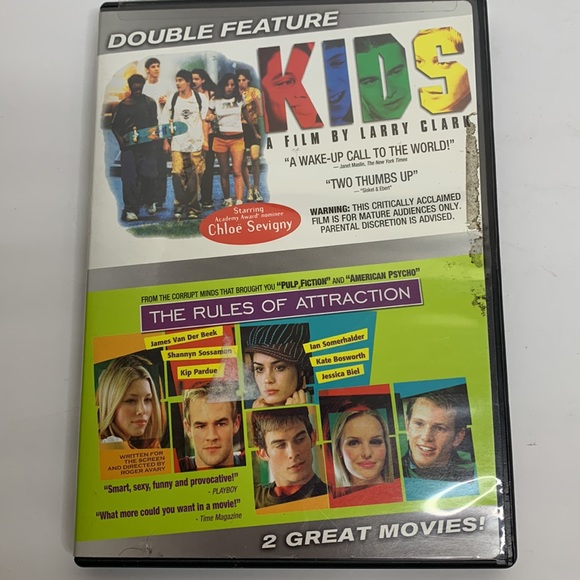 DOUBLE FEATURE
KIDS
A FILM BY LARRY CLARK
"A WAKE-UP CALL TO THE WORLD!"
— Janet Maslin, The New York Times
"TWO THUMBS UP"
— "Siskel & Ebert"
WARNING: THIS CRITICALLY ACCLAIMED
FILM IS FOR MATURE AUDIENCES ONLY.
PARENTAL DISCRETION IS ADVISED.
Starring
Academy Award® nominee
Chloë Sevigny
FROM THE CORRUPT MINDS THAT BROUGHT YOU "PULP FICTION" AND "AMERICAN PSYCHO"
THE RULES OF ATTRACTION
James Van Der Beek
Shannyn Sossamon
Kip Pardue
Ian Somerhalder
Kate Bosworth
Jessica Biel
WRITTEN FOR
THE SCREEN
AND DIRECTED BY
ROGER AVARY
"Smart, sexy, funny and provocative!"
- PLAYBOY
"What more could you want in a movie!"
- Time Magazine
2 GREAT MOVIES!